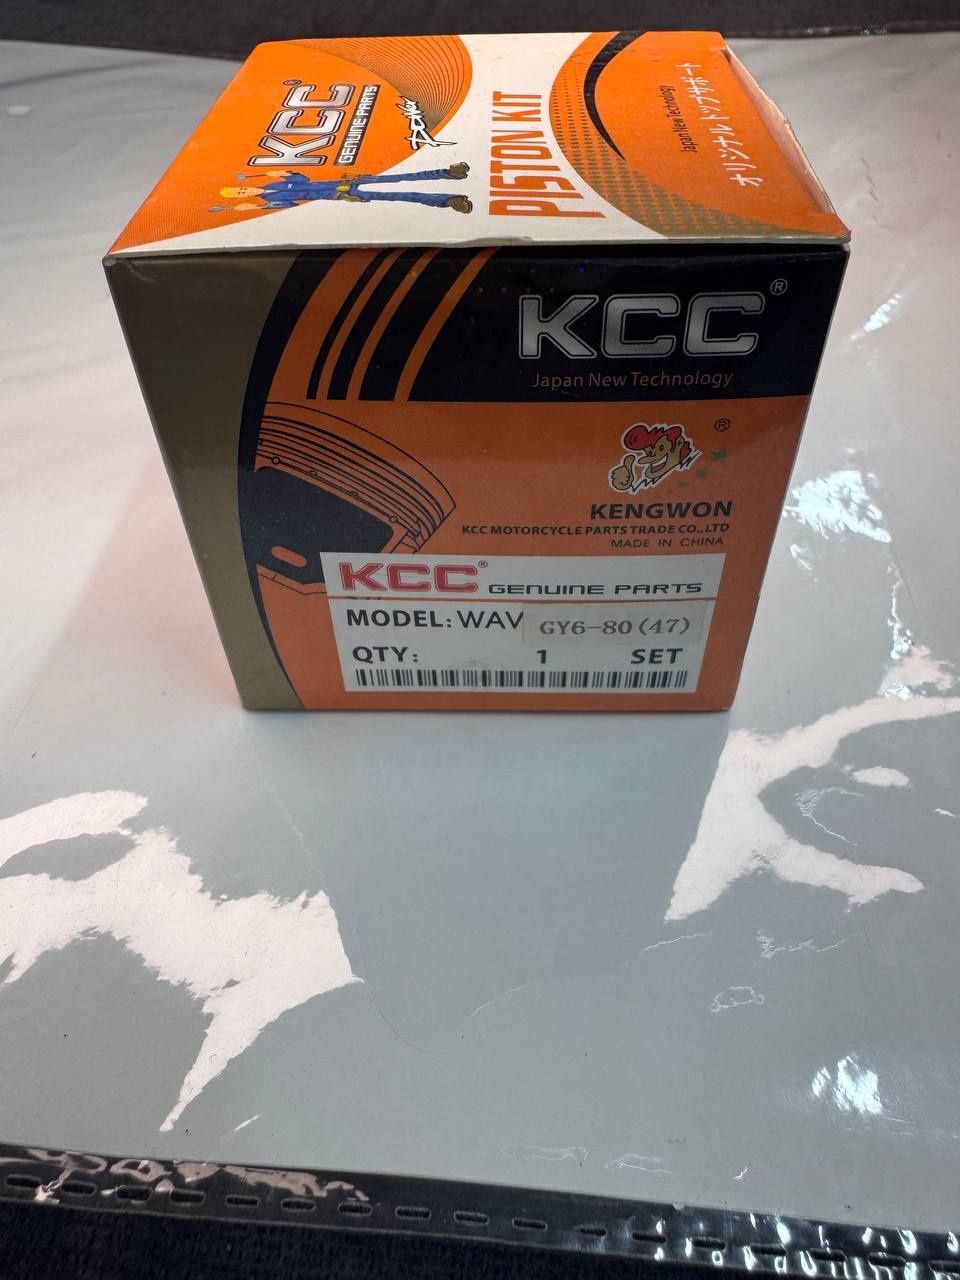 KCC®
GENUINE PARTS
PISTON KIT
Japan New Technology
オリジナルトップサポート
KCC®
Japan New Technology
®
KENGWON
KCC MOTORCYCLE PARTS TRADE CO.,LTD
MADE IN CHINA
KCC® GENUINE PARTS
MODEL: WAV GY6-80(47)
QTY: 1 SET